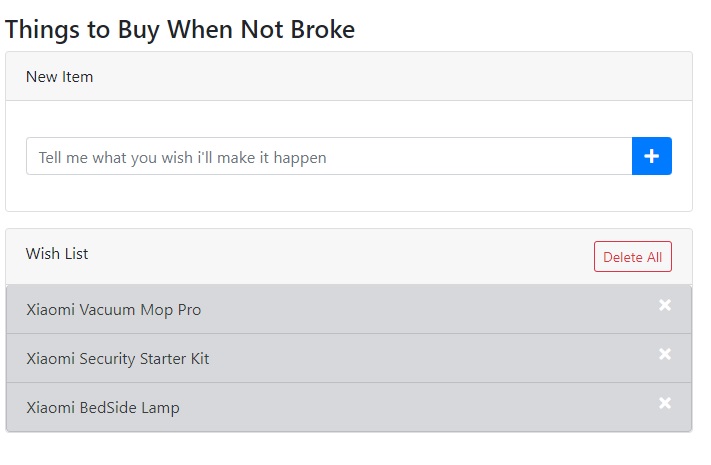 Things to Buy When Not Broke
New Item
Tell me what you wish i'll make it happen
Wish List
Delete All
Xiaomi Vacuum Mop Pro
Xiaomi Security Starter Kit
Xiaomi BedSide Lamp